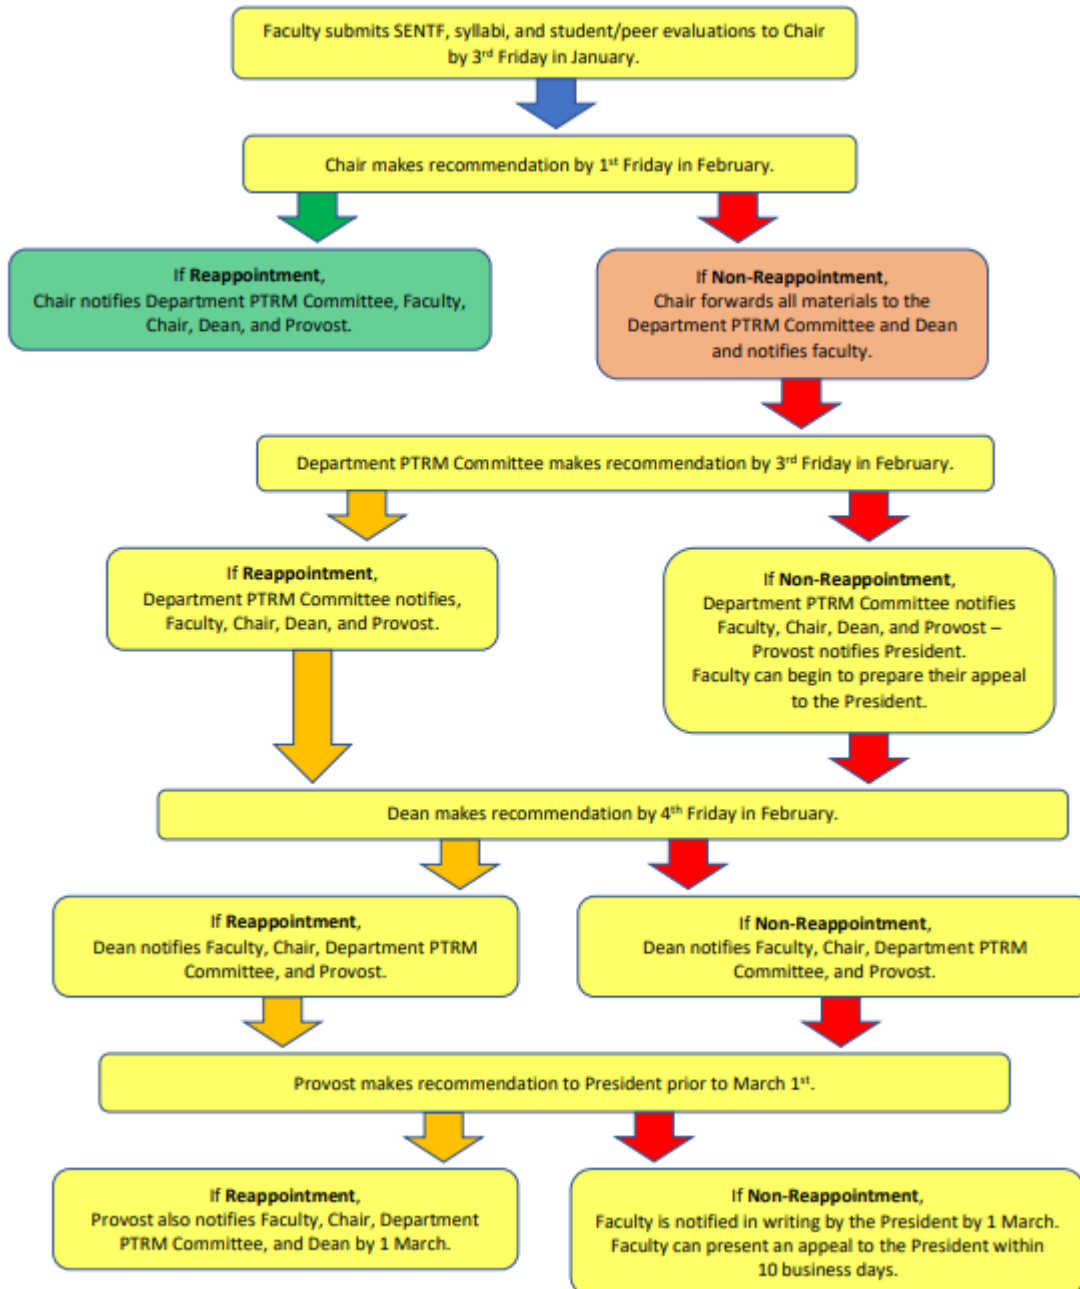 Faculty submits SENTF, syllabi, and student/peer evaluations to Chair
by 3rd Friday in January.
Chair makes recommendation by 1st Friday in February.
If Reappointment,
Chair notifies Department PTRM Committee, Faculty,
Chair, Dean, and Provost.
If Non-Reappointment,
Chair forwards all materials to the
Department PTRM Committee and Dean
and notifies faculty.
Department PTRM Committee makes recommendation by 3rd Friday in February.
If Reappointment,
Department PTRM Committee notifies,
Faculty, Chair, Dean, and Provost.
If Non-Reappointment,
Department PTRM Committee notifies
Faculty, Chair, Dean, and Provost –
Provost notifies President.
Faculty can begin to prepare their appeal
to the President.
Dean makes recommendation by 4th Friday in February.
If Reappointment,
Dean notifies Faculty, Chair, Department PTRM
Committee, and Provost.
If Non-Reappointment,
Dean notifies Faculty, Chair, Department PTRM
Committee, and Provost.
Provost makes recommendation to President prior to March 1st.
If Reappointment,
Provost also notifies Faculty, Chair, Department
PTRM Committee, and Dean by 1 March.
If Non-Reappointment,
Faculty is notified in writing by the President by 1 March.
Faculty can present an appeal to the President within
10 business days.